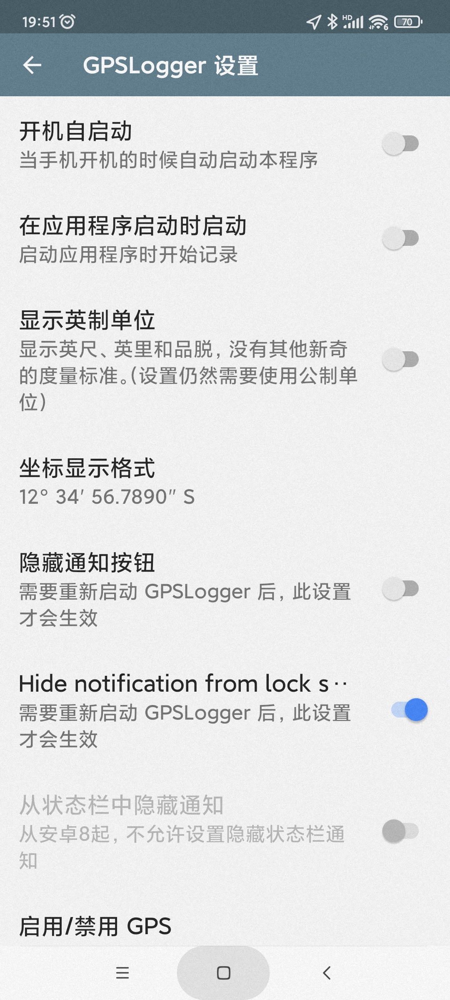 19:51 HD 6 70
GPSLogger 设置
开机自启动
当手机开机的时候自动启动本程序
在应用程序启动时启动
启动应用程序时开始记录
显示英制单位
显示英尺、英里和品脱，没有其他新奇
的度量标准。（设置仍然需要使用公制单
位）
坐标显示格式
12° 34′ 56.7890″ S
隐藏通知按钮
需要重新启动 GPSLogger 后，此设置
才会生效
Hide notification from lock s··
需要重新启动 GPSLogger 后，此设置
才会生效
从状态栏中隐藏通知
从安卓8起，不允许设置隐藏状态栏通
知
启用/禁用 GPS